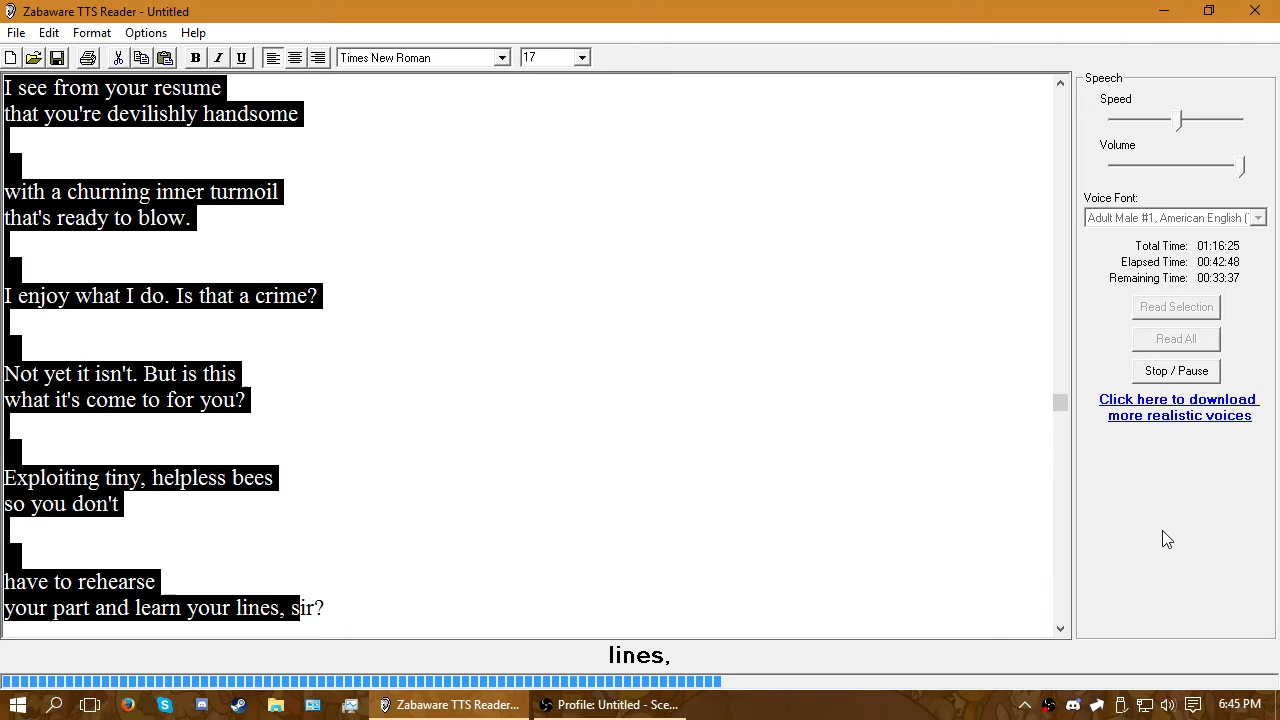 Zabaware TTS Reader - Untitled
File Edit Format Options Help
B I U Times New Roman 17
I see from your resume
that you're devilishly handsome
with a churning inner turmoil
that's ready to blow.
I enjoy what I do. Is that a crime?
Not yet it isn't. But is this
what it's come to for you?
Exploiting tiny, helpless bees
so you don't
have to rehearse
your part and learn your lines, sir?
Speech
Speed
Volume
Voice Font:
Adult Male #1, American English (
Total Time: 01:16:25
Elapsed Time: 00:42:48
Remaining Time: 00:33:37
Read Selection
Read All
Stop / Pause
Click here to download
more realistic voices
lines,
Zabaware TTS Reader... Profile: Untitled - Sce... 6:45 PM